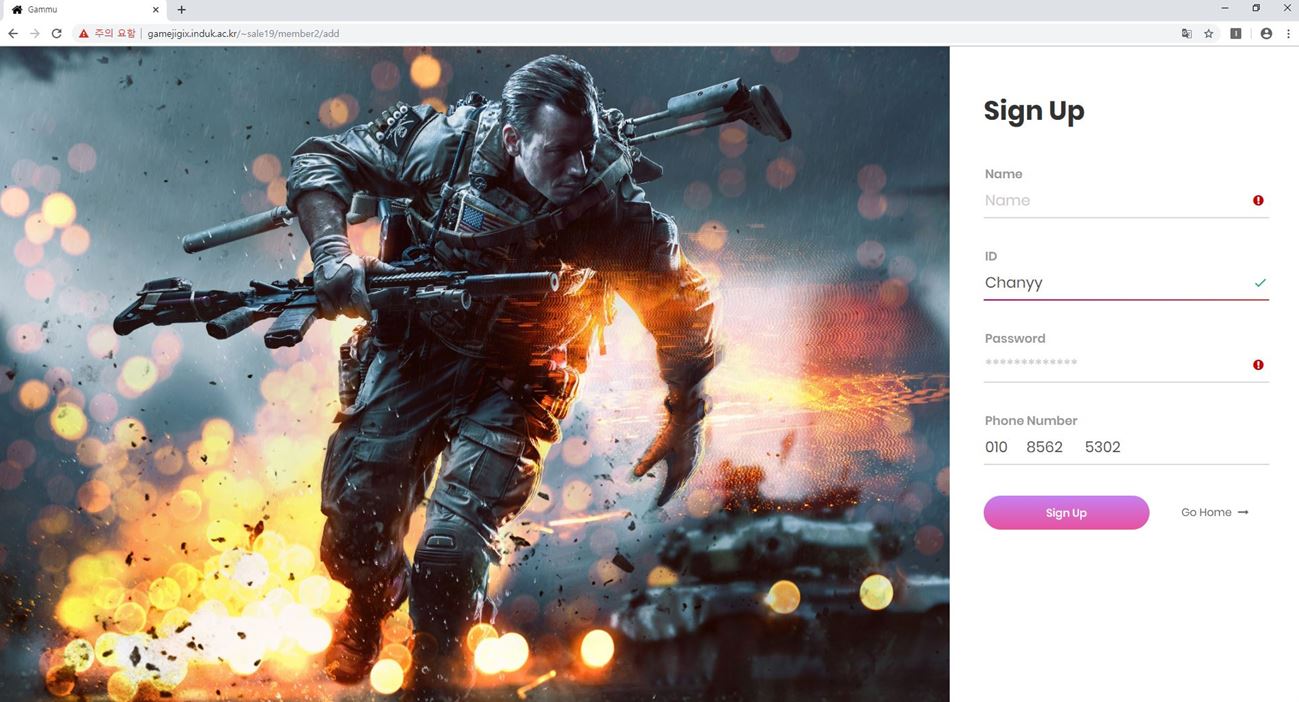 Gammu
주의 요함 | gamejigix.induk.ac.kr/~sale19/member2/add
Sign Up
Name
Name
ID
Chanyy
Password
*************
Phone Number
010 8562 5302
Sign Up
Go Home →